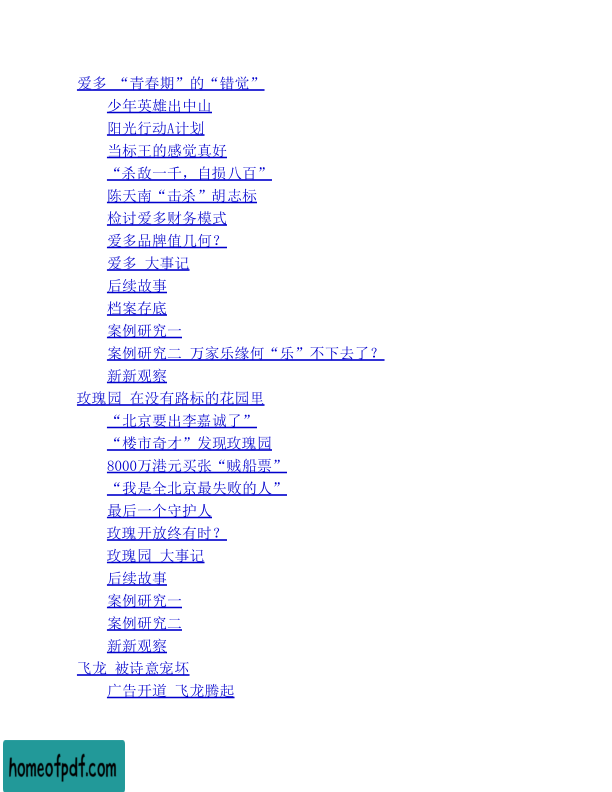 爱多 “青春期”的“错觉”
少年英雄出中山
阳光行动A计划
当标王的感觉真好
“杀敌一千，自损八百”
陈天南“击杀”胡志标
检讨爱多财务模式
爱多品牌值几何？
爱多 大事记
后续故事
档案存底
案例研究一
案例研究二 万家乐缘何“乐”不下去了？
新新观察
玫瑰园 在没有路标的花园里
“北京要出李嘉诚了”
“楼市奇才”发现玫瑰园
8000万港元买张“贼船票”
“我是全北京最失败的人”
最后一个守护人
玫瑰开放终有时？
玫瑰园 大事记
后续故事
案例研究一
案例研究二
新新观察
飞龙 被诗意宠坏
广告开道 飞龙腾起
homeofpdf.com